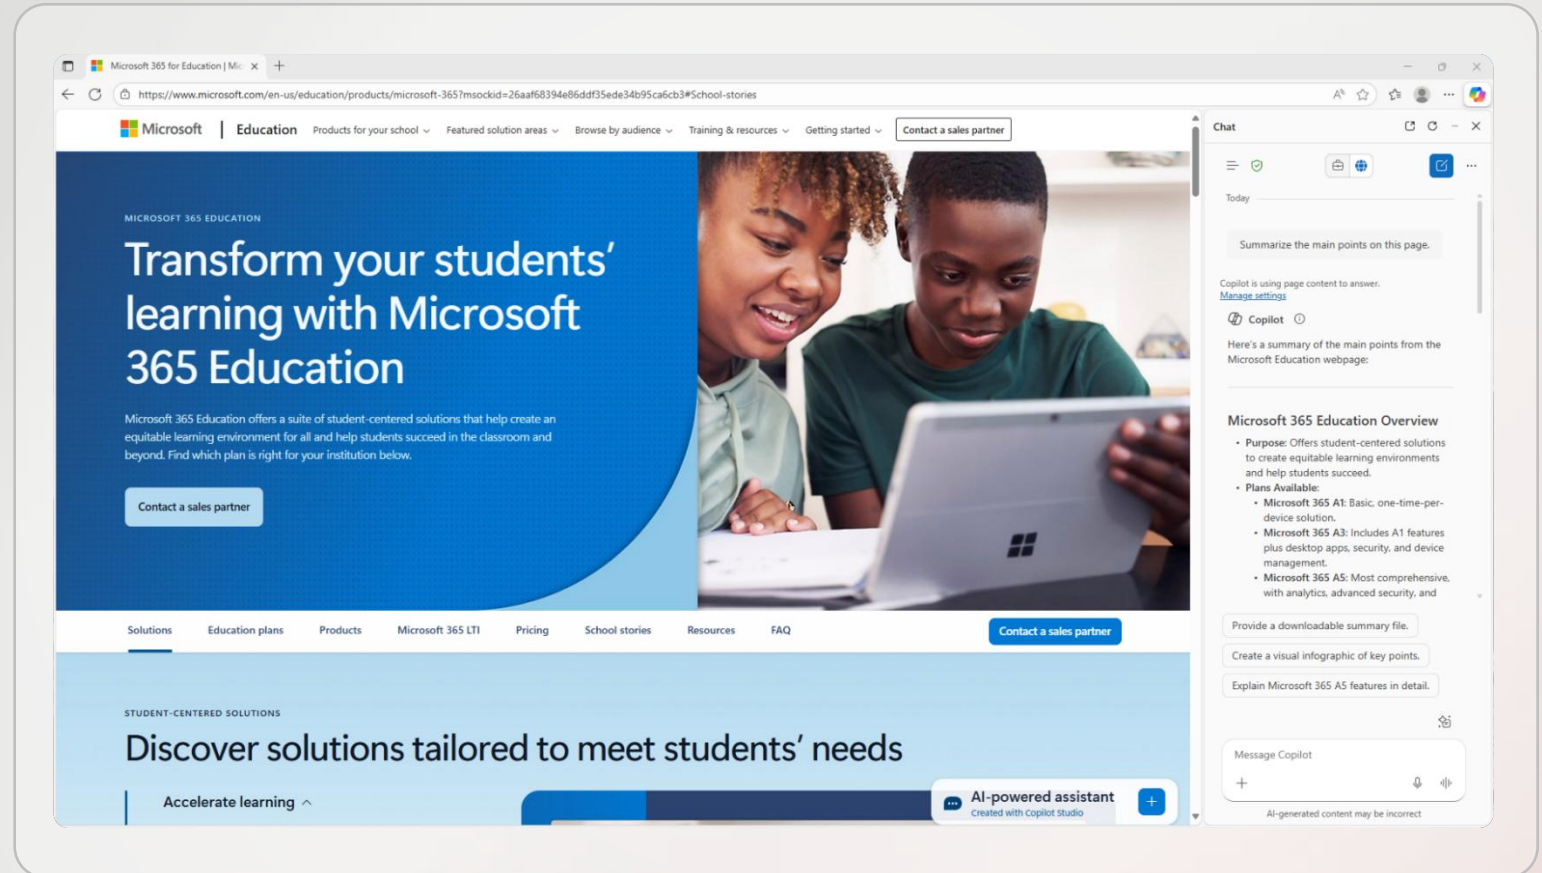 Microsoft 365 for Education | Mic
https://www.microsoft.com/en-us/education/products/microsoft-365?msockid=26aaf68394e86ddf35ede34b95ca6cb3#School-stories
Microsoft | Education Products for your school Featured solution areas Browse by audience Training & resources Getting started Contact a sales partner
MICROSOFT 365 EDUCATION
Transform your students’
learning with Microsoft
365 Education
Microsoft 365 Education offers a suite of student-centered solutions that help create an
equitable learning environment for all and help students succeed in the classroom and
beyond. Find which plan is right for your institution below.
Contact a sales partner
Solutions Education plans Products Microsoft 365 LTI Pricing School stories Resources FAQ Contact a sales partner
STUDENT-CENTERED SOLUTIONS
Discover solutions tailored to meet students’ needs
Accelerate learning
AI-powered assistant
Created with Copilot Studio
Chat
Today
Summarize the main points on this page.
Copilot is using page content to answer.
Manage settings
Copilot
Here's a summary of the main points from the
Microsoft Education webpage:
Microsoft 365 Education Overview
• Purpose: Offers student-centered solutions
to create equitable learning environments
and help students succeed.
• Plans Available:
• Microsoft 365 A1: Basic, one-time-per-
device solution.
• Microsoft 365 A3: Includes A1 features
plus desktop apps, security, and device
management.
• Microsoft 365 A5: Most comprehensive,
with analytics, advanced security, and
Provide a downloadable summary file.
Create a visual infographic of key points.
Explain Microsoft 365 A5 features in detail.
Message Copilot
AI-generated content may be incorrect